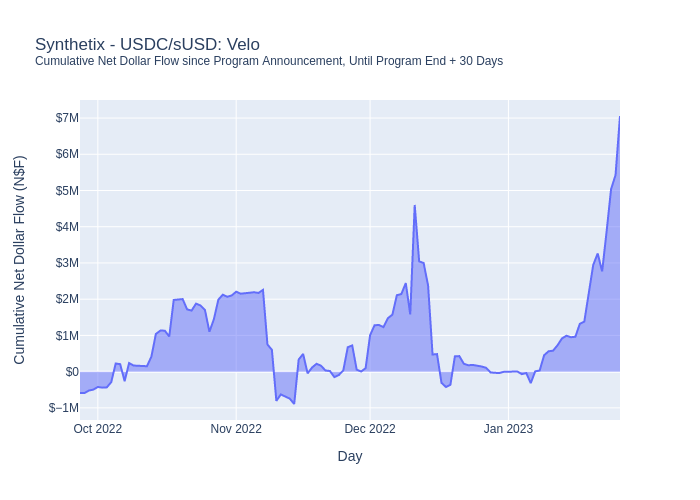 Synthetix - USDC/sUSD: Velo
Cumulative Net Dollar Flow since Program Announcement, Until Program End + 30 Days
Cumulative Net Dollar Flow (N$F)
$7M
$6M
$5M
$4M
$3M
$2M
$1M
$0
$−1M
Oct 2022
Nov 2022
Dec 2022
Jan 2023
Day